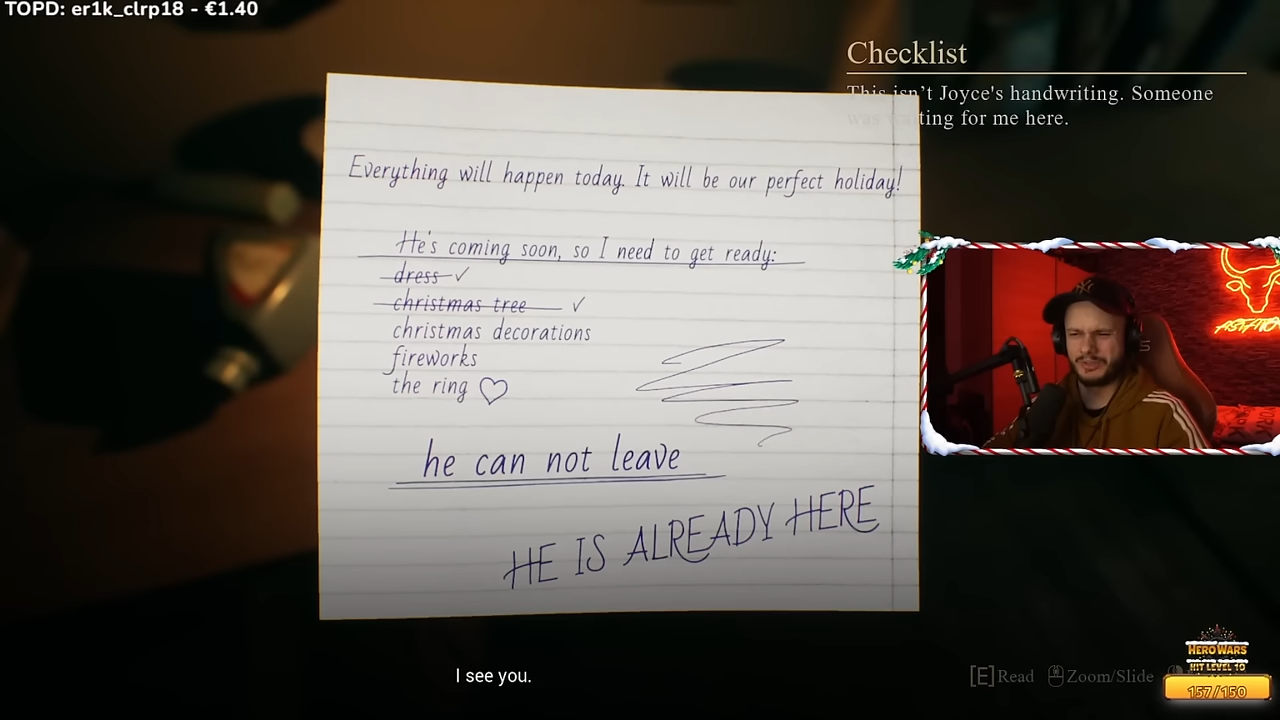 TOPD: er1k_clrp18 - €1.40
Checklist
This isn't Joyce's handwriting. Someone
was waiting for me here.
Everything will happen today. It will be our perfect holiday!
He's coming soon, so I need to get ready:
dress ✓
christmas tree ✓
christmas decorations
fireworks
the ring ♡
he can not leave
HE IS ALREADY HERE
I see you.
[E]Read Zoom/Slide
HERO WARS
HIT LEVEL 10
157/150